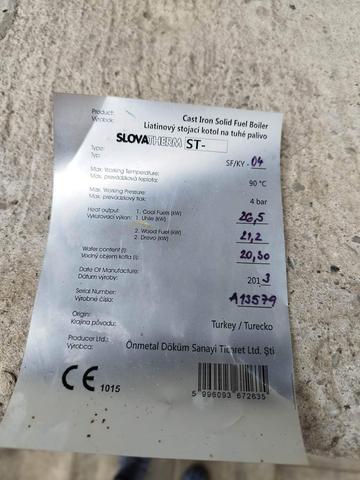 Product: Cast Iron Solid Fuel Boiler
Výrobok: Liatinový stojací kotol na tuhé palivo
SLOVATHERM ST-
Type:
Typ: SF/KY - 04
Max. Working Temperature:
Max. prevádzková teplota: 90 °C
Max. Working Pressure:
Max. prevádzkový tlak: 4 bar
Heat output: 1. Coal Fuels (kW)
Vykurovací výkon: 1. Uhlie (kW) 26,5
2. Wood Fuel (kW)
2. Drevo (kW) 21,2
Water content (l):
Vodný objem kotla (l): 20,30
Date Of Manufacture:
Dátum výroby: 2013
Serial Number:
Výrobné číslo: A13579
Origin:
Krajina pôvodu: Turkey / Turecko
Producer Ltd.:
Výrobca: Önmetal Döküm Sanayi Ticaret Ltd. Şti
CE 1015
5 996093 672635